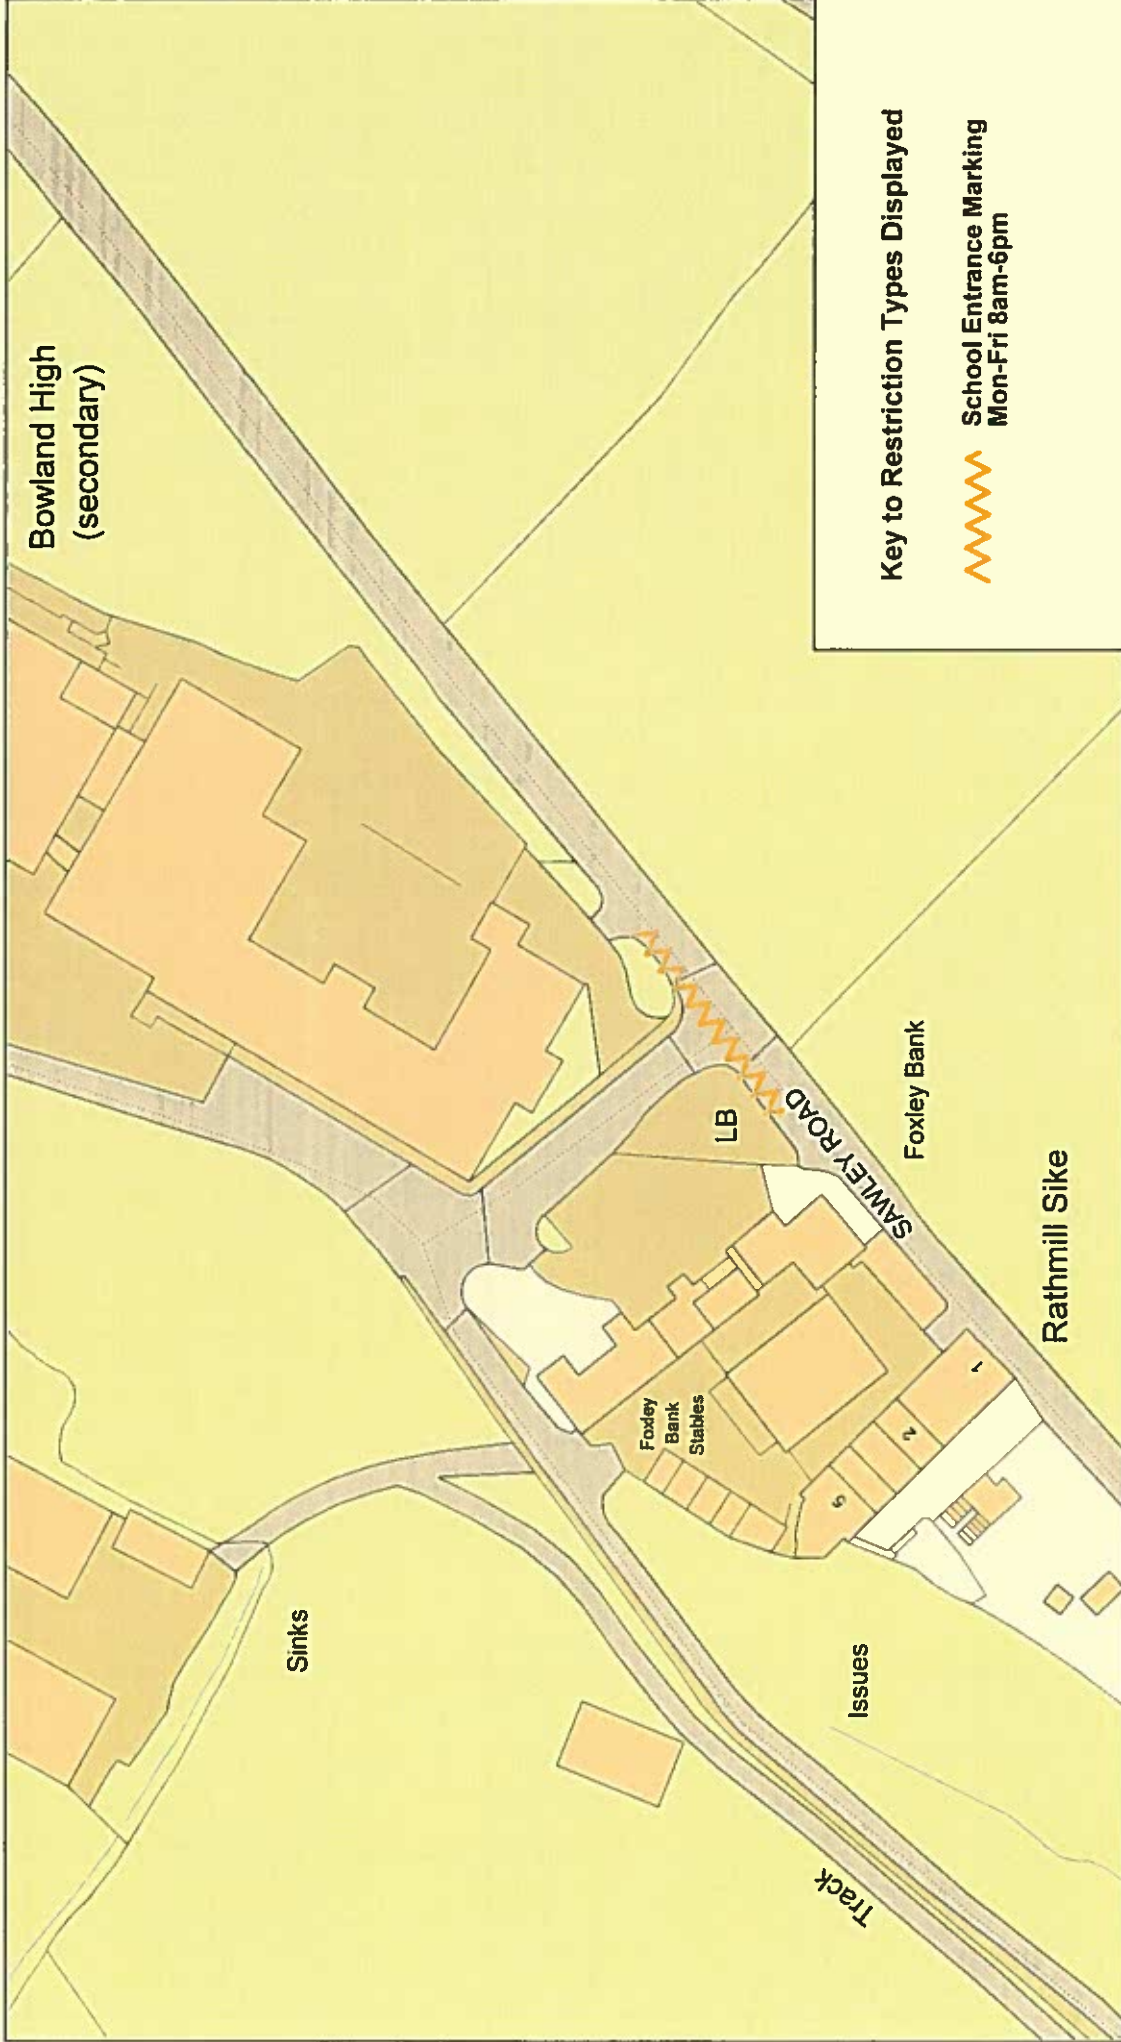 Bowland High
(secondary)
Sinks
Foxley
Bank
Stables
LB
SAWLEY ROAD
Foxley Bank
5
2
1
Track
Issues
Rathmill Sike
Key to Restriction Types Displayed
School Entrance Marking
Mon-Fri 8am-6pm